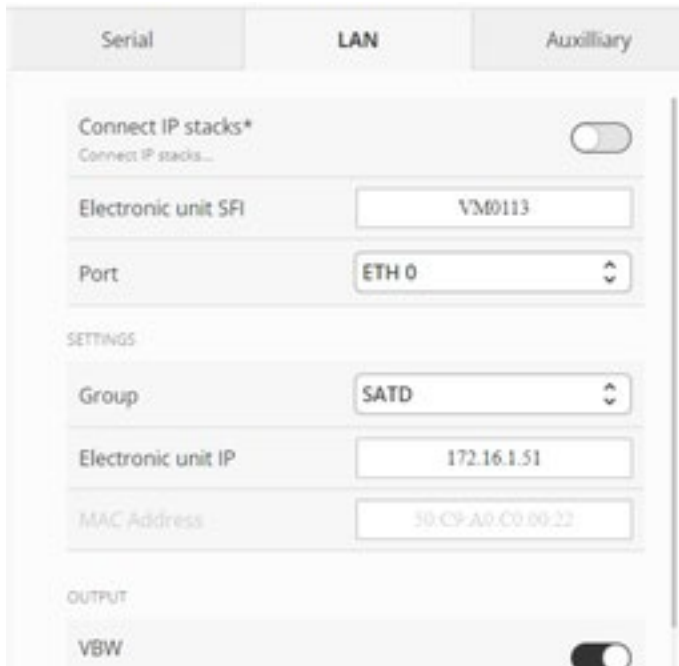 Serial LAN Auxilliary
Connect IP stacks*
Connect IP stacks...
Electronic unit SFI VM0113
Port ETH 0
SETTINGS
Group SATD
Electronic unit IP 172.16.1.51
MAC Address 50:C9:A0:C0:00:22
OUTPUT
VBW